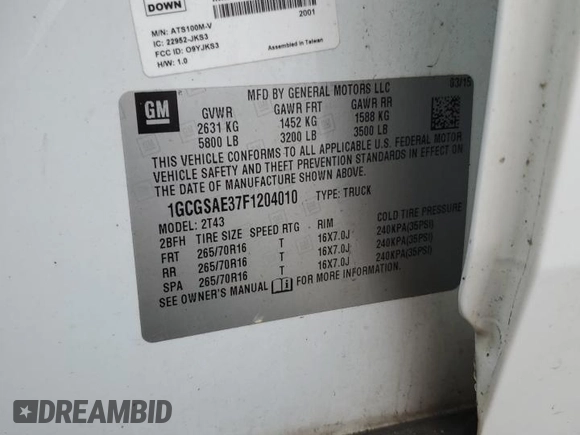 DOWN
M/N: ATS100M-V
IC: 22952-JKS3
FCC ID: O9YJKS3
H/W: 1.0
2001
Assembled in Taiwan
MFD BY GENERAL MOTORS LLC
03/15
GM
GVWR GAWR FRT GAWR RR
2631 KG 1452 KG 1588 KG
5800 LB 3200 LB 3500 LB
THIS VEHICLE CONFORMS TO ALL APPLICABLE U.S. FEDERAL MOTOR
VEHICLE SAFETY AND THEFT PREVENTION STANDARDS IN EFFECT ON THE
DATE OF MANUFACTURE SHOWN ABOVE.
1GCGSAE37F1204010 TYPE: TRUCK
MODEL: 2T43
2BFH TIRE SIZE SPEED RTG RIM COLD TIRE PRESSURE
FRT 265/70R16 T 16X7.0J 240KPA(35PSI)
RR 265/70R16 T 16X7.0J 240KPA(35PSI)
SPA 265/70R16 T 16X7.0J 240KPA(35PSI)
SEE OWNER'S MANUAL FOR MORE INFORMATION.
DREAMBID